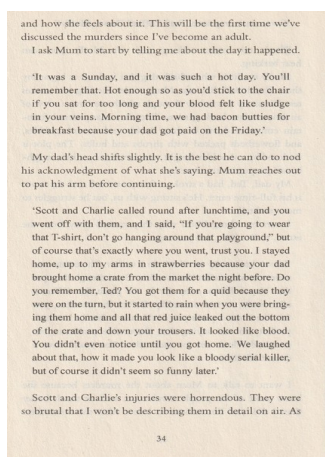 and how she feels about it. This will be the first time we've
discussed the murders since I've become an adult.
I ask Mum to start by telling me about the day it happened.
'It was a Sunday, and it was such a hot day. You'll
remember that. Hot enough so as you'd stick to the chair
if you sat for too long and your blood felt like sludge
in your veins. Morning time, we had bacon butties for
breakfast because your dad got paid on the Friday.'
My dad's head shifts slightly. It is the best he can do to nod
his acknowledgment of what she's saying. Mum reaches
out to pat his arm before continuing.
'Scott and Charlie called round after lunchtime, and you
went off with them, and I said, "If you're going to wear
that T-shirt, don't go hanging around that playground," but
of course that's exactly where you went, trust you. I stayed
home, up to my arms in strawberries because your dad
brought home a crate from the market the night before. Do
you remember, Ted? You got them for a quid because they
were on the turn, but it started to rain when you were bring-
ing them home and all that red juice leaked out the bottom
of the crate and down your trousers. It looked like blood.
You didn't even notice until you got home. We laughed
about that, how it made you look like a bloody serial killer,
but of course it didn't seem so funny later.'
Scott and Charlie's injuries were horrendous. They were
so brutal that I won't be describing them in detail on air. As
34